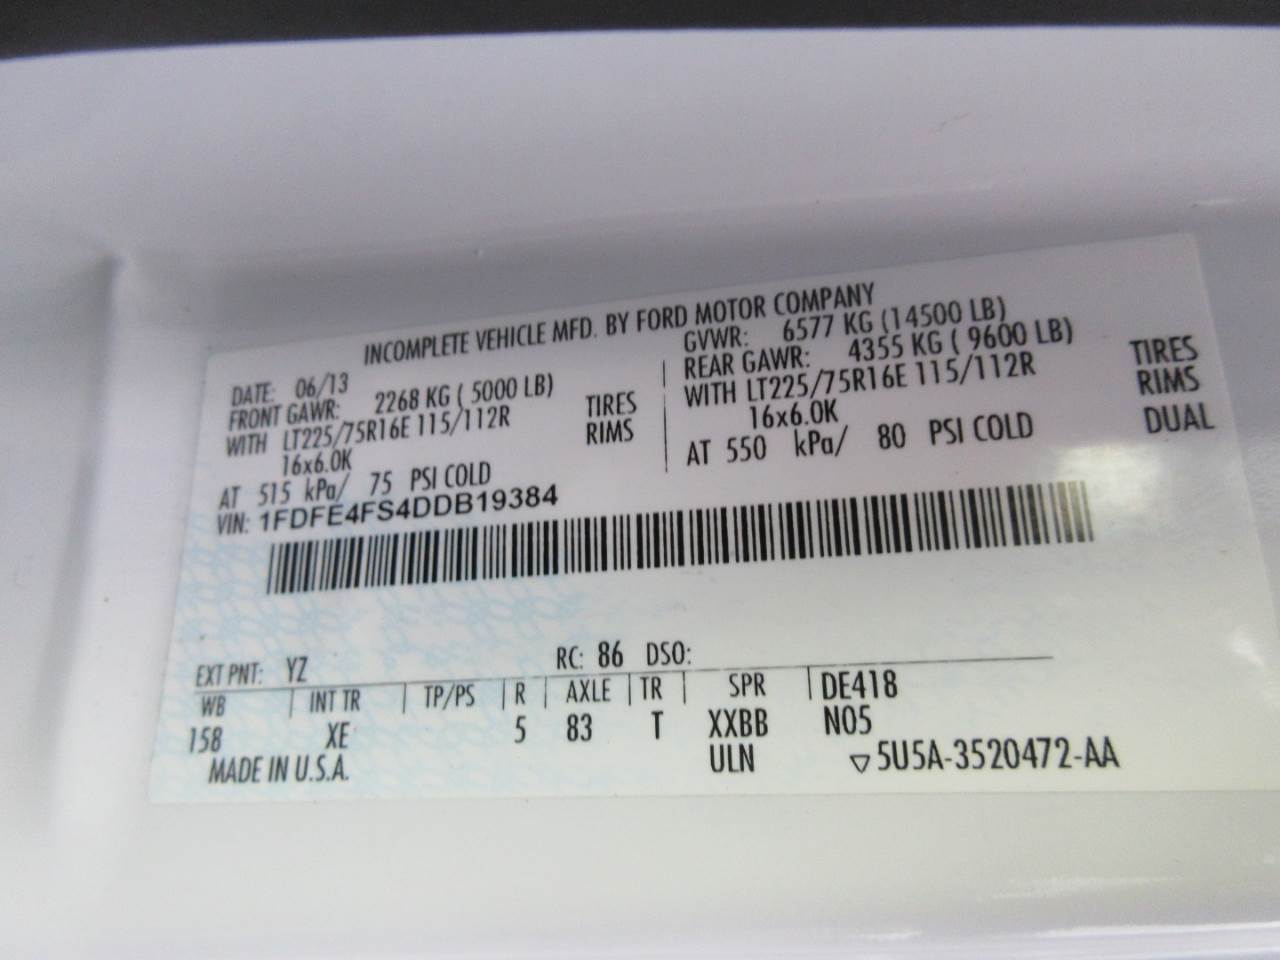 INCOMPLETE VEHICLE MFD. BY FORD MOTOR COMPANY
DATE: 06/13
GVWR: 6577 KG (14500 LB)
FRONT GAWR: 2268 KG ( 5000 LB)
REAR GAWR: 4355 KG ( 9600 LB)
WITH LT225/75R16E 115/112R TIRES
WITH LT225/75R16E 115/112R TIRES
16x6.0K RIMS
16x6.0K RIMS
AT 515 kPa/ 75 PSI COLD
AT 550 kPa/ 80 PSI COLD DUAL
VIN: 1FDFE4FS4DDB19384
EXT PNT: YZ RC: 86 DSO:
WB INT TR TP/PS R AXLE TR SPR DE418
158 XE 5 83 T XXBB N05
MADE IN U.S.A. ULN ▽5U5A-3520472-AA